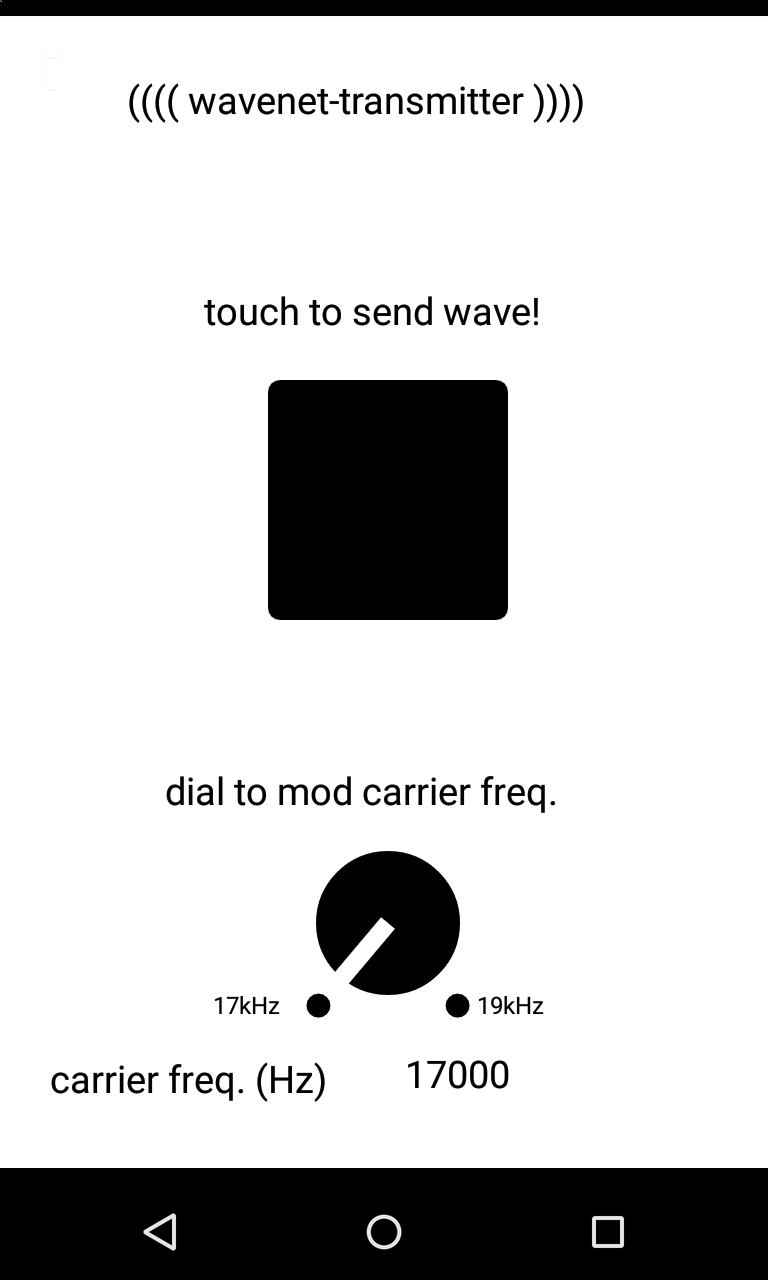 (((( wavenet-transmitter ))))
touch to send wave!
dial to mod carrier freq.
17kHz 19kHz
carrier freq. (Hz) 17000